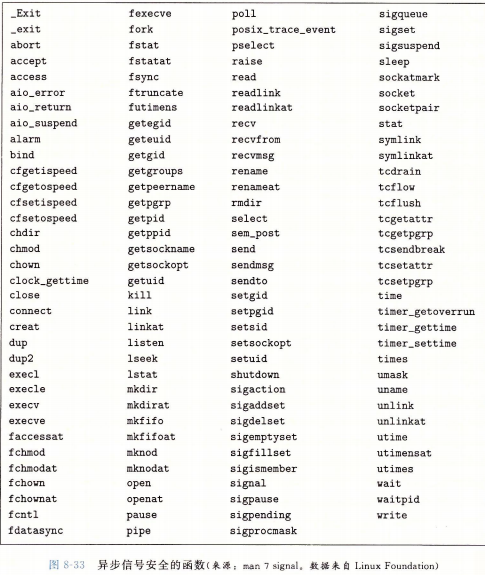 _Exit
_exit
abort
accept
access
aio_error
aio_return
aio_suspend
alarm
bind
cfgetispeed
cfgetospeed
cfsetispeed
cfsetospeed
chdir
chmod
chown
clock_gettime
close
connect
creat
dup
dup2
execl
execle
execv
execve
faccessat
fchmod
fchmodat
fchown
fchownat
fcntl
fdatasync
fexecve
fork
fstat
fstatat
fsync
ftruncate
futimens
getegid
geteuid
getgid
getgroups
getpeername
getpgrp
getpid
getppid
getsockname
getsockopt
getuid
kill
link
linkat
listen
lseek
lstat
mkdir
mkdirat
mkfifo
mkfifoat
mknod
mknodat
open
openat
pause
pipe
poll
posix_trace_event
pselect
raise
read
readlink
readlinkat
recv
recvfrom
recvmsg
rename
renameat
rmdir
select
sem_post
send
sendmsg
sendto
setgid
setpgid
setsid
setsockopt
setuid
shutdown
sigaction
sigaddset
sigdelset
sigemptyset
sigfillset
sigismember
signal
sigpause
sigpending
sigprocmask
sigqueue
sigset
sigsuspend
sleep
sockatmark
socket
socketpair
stat
symlink
symlinkat
tcdrain
tcflow
tcflush
tcgetattr
tcgetpgrp
tcsendbreak
tcsetattr
tcsetpgrp
time
timer_getoverrun
timer_gettime
timer_settime
times
umask
uname
unlink
unlinkat
utime
utimensat
utimes
wait
waitpid
write
图 8-33 异步信号安全的函数(来源：man 7 signal。数据来自 Linux Foundation)